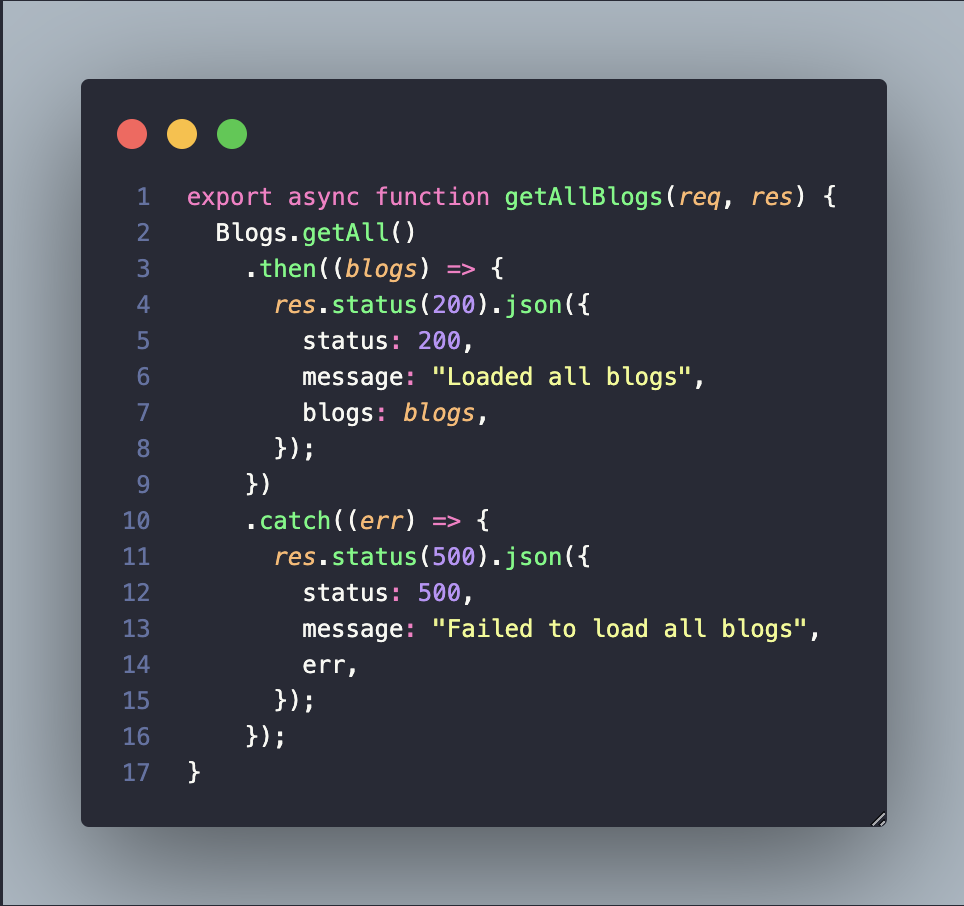 1 export async function getAllBlogs(req, res) {
2   Blogs.getAll()
3     .then((blogs) => {
4       res.status(200).json({
5         status: 200,
6         message: "Loaded all blogs",
7         blogs: blogs,
8       });
9     })
10     .catch((err) => {
11       res.status(500).json({
12         status: 500,
13         message: "Failed to load all blogs",
14         err,
15       });
16     });
17 }